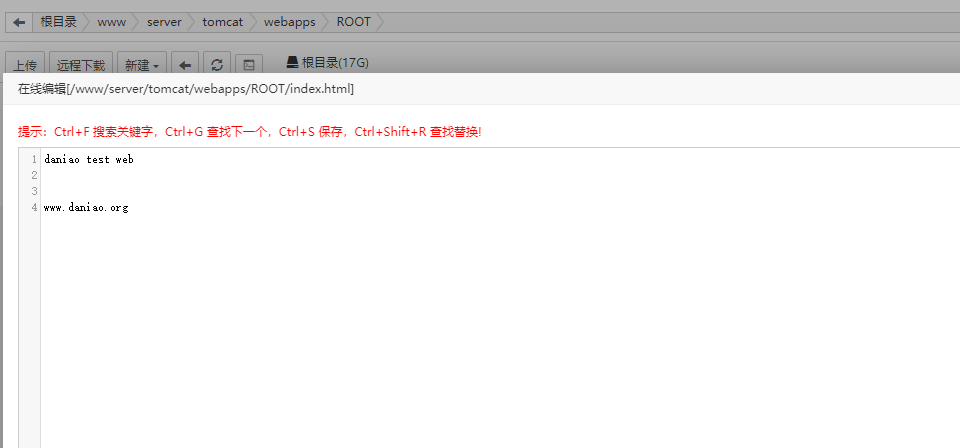 根目录 www server tomcat webapps ROOT
上传 远程下载 新建 根目录(17G)
在线编辑[/www/server/tomcat/webapps/ROOT/index.html]
提示：Ctrl+F 搜索关键字，Ctrl+G 查找下一个，Ctrl+S 保存，Ctrl+Shift+R 查找替换!
1 daniao test web
2
3
4 www.daniao.org